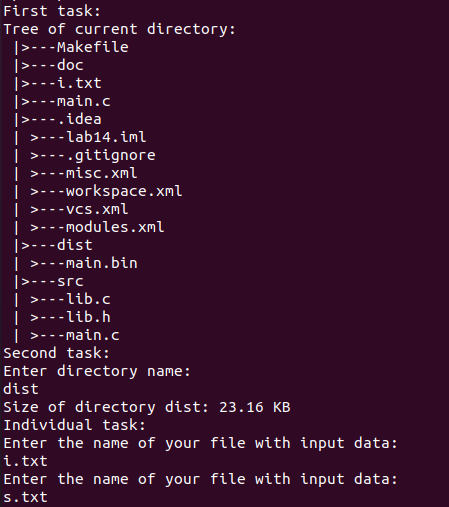 First task:
Tree of current directory:
 |>---Makefile
 |>---doc
 |>---i.txt
 |>---main.c
 |>---.idea
 | >---lab14.iml
 | >---.gitignore
 | >---misc.xml
 | >---workspace.xml
 | >---vcs.xml
 | >---modules.xml
 |>---dist
 | >---main.bin
 |>---src
 | >---lib.c
 | >---lib.h
 | >---main.c
Second task:
Enter directory name:
dist
Size of directory dist: 23.16 KB
Individual task:
Enter the name of your file with input data:
i.txt
Enter the name of your file with input data:
s.txt